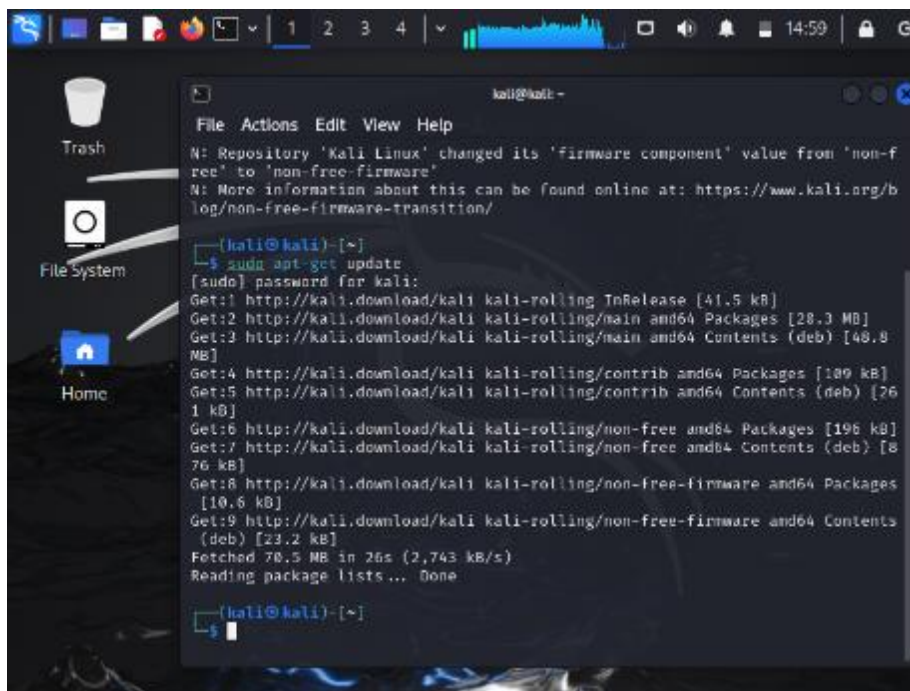 1 2 3 4 14:59 G
kali@kali: ~
File Actions Edit View Help
Trash
File System
Home
N: Repository 'Kali Linux' changed its 'firmware component' value from 'non-f
ree' to 'non-free-firmware'
N: More information about this can be found online at: https://www.kali.org/b
log/non-free-firmware-transition/
(kali㉿kali)-[~]
$ sudo apt-get update
[sudo] password for kali:
Get:1 http://kali.download/kali kali-rolling InRelease [41.5 kB]
Get:2 http://kali.download/kali kali-rolling/main amd64 Packages [28.3 MB]
Get:3 http://kali.download/kali kali-rolling/main amd64 Contents (deb) [48.8
MB]
Get:4 http://kali.download/kali kali-rolling/contrib amd64 Packages [109 kB]
Get:5 http://kali.download/kali kali-rolling/contrib amd64 Contents (deb) [26
1 kB]
Get:6 http://kali.download/kali kali-rolling/non-free amd64 Packages [196 kB]
Get:7 http://kali.download/kali kali-rolling/non-free amd64 Contents (deb) [8
76 kB]
Get:8 http://kali.download/kali kali-rolling/non-free-firmware amd64 Packages
[10.6 kB]
Get:9 http://kali.download/kali kali-rolling/non-free-firmware amd64 Contents
(deb) [23.2 kB]
Fetched 70.5 MB in 26s (2,743 kB/s)
Reading package lists... Done
(kali㉿kali)-[~]
$